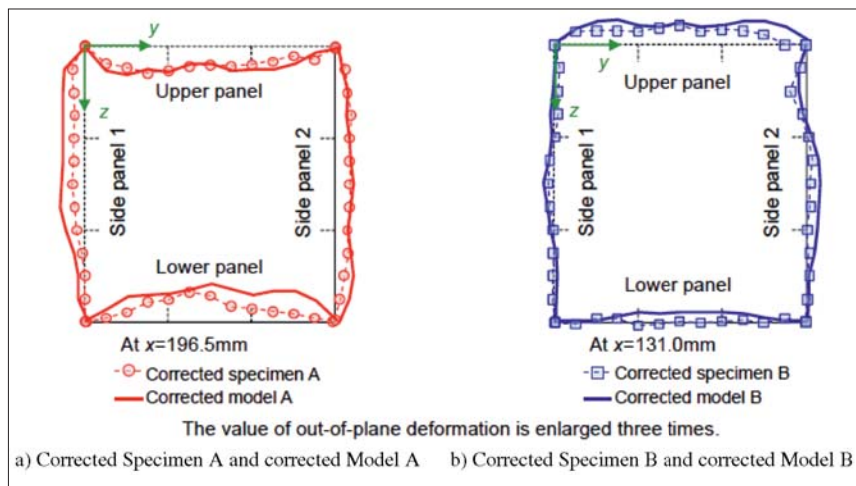 y
z
Upper panel
Side panel 1
Side panel 2
Lower panel
At x=196.5mm
Corrected specimen A
Corrected model A
y
z
Upper panel
Side panel 1
Side panel 2
Lower panel
At x=131.0mm
Corrected specimen B
Corrected model B
The value of out-of-plane deformation is enlarged three times.
a) Corrected Specimen A and corrected Model A b) Corrected Specimen B and corrected Model B